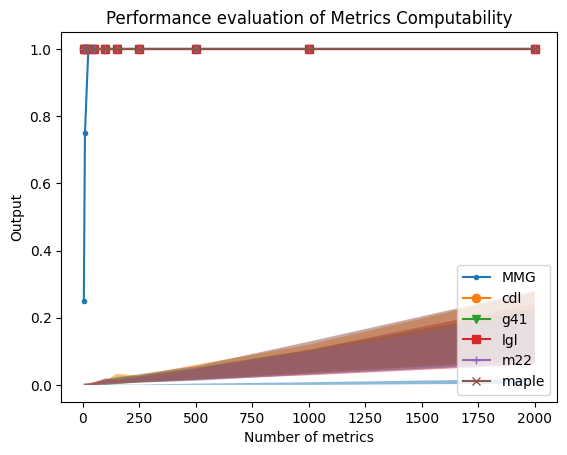 Performance evaluation of Metrics Computability
1.0
0.8
0.6
0.4
0.2
0.0
Output
MMG
cdl
g41
lgl
m22
maple
0 250 500 750 1000 1250 1500 1750 2000
Number of metrics